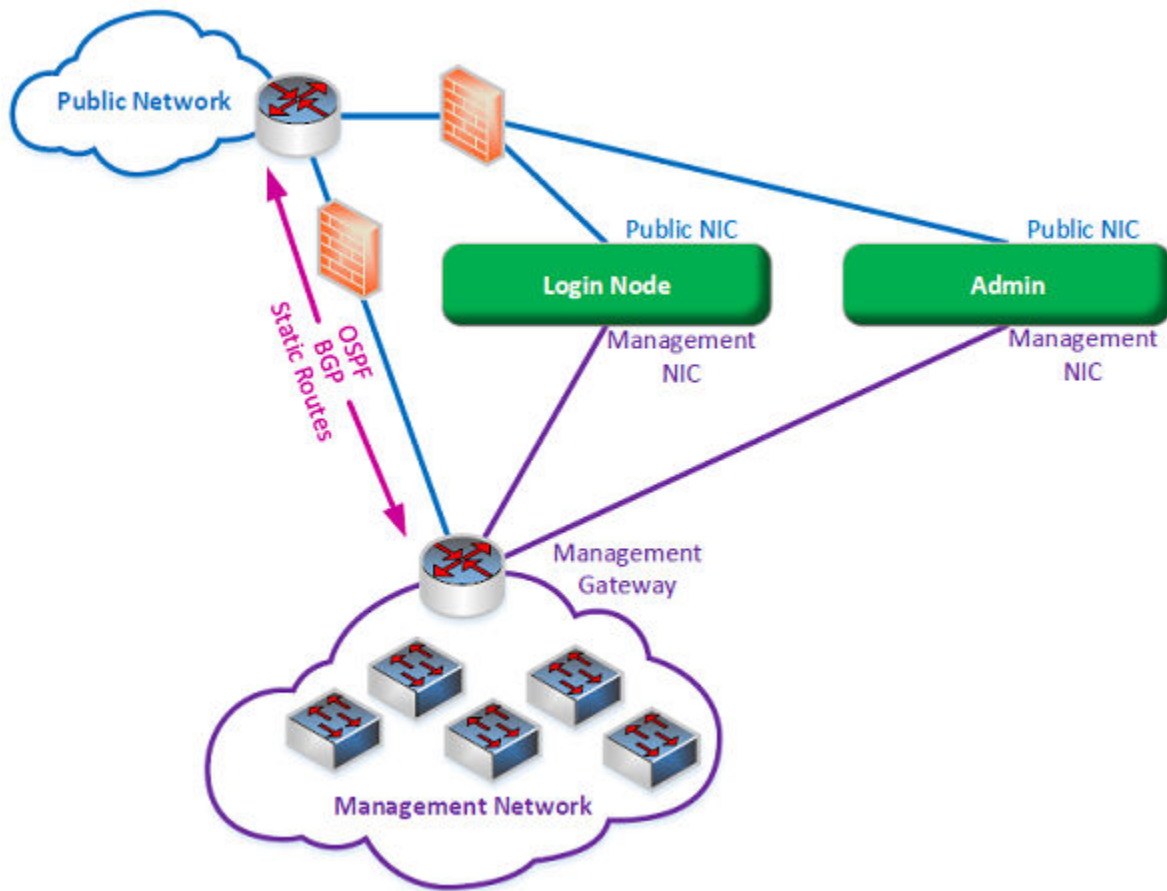 Public Network
Public NIC
Public NIC
Login Node
Admin
Management
NIC
Management
NIC
OSPF
BGP
Static Routes
Management
Gateway
Management Network